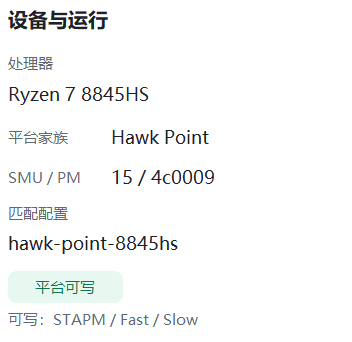 设备与运行
处理器
Ryzen 7 8845HS
平台家族 Hawk Point
SMU / PM 15 / 4c0009
匹配配置
hawk-point-8845hs
平台可写
可写：STAPM / Fast / Slow